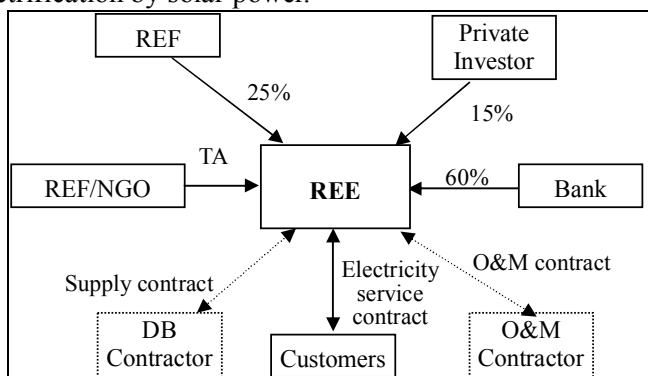 ctrification by solar power.
REF
Private
Investor
25%
15%
TA
REF/NGO
REE
60%
Bank
Supply contract
Electricity
service
contract
O&M contract
DB
Contractor
Customers
O&M
Contractor